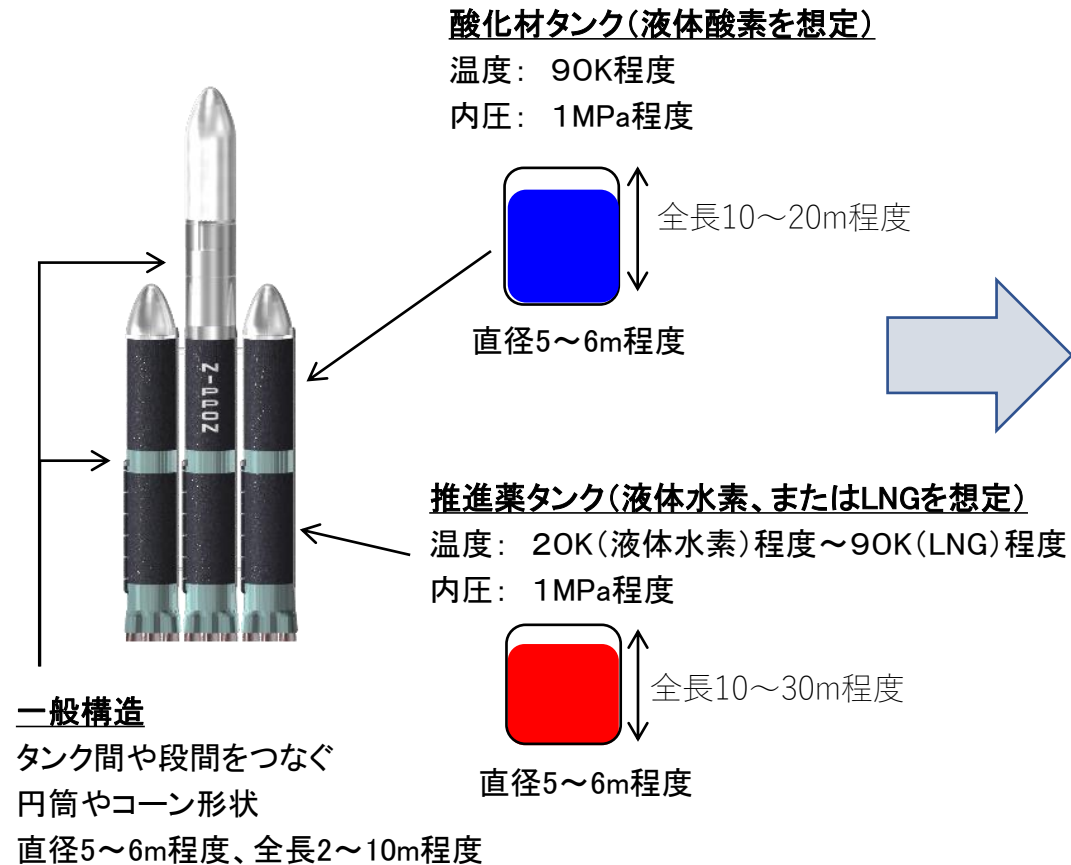 酸化材タンク(液体酸素を想定)
温度: 90K程度
内圧: 1MPa程度
全長10~20m程度
直径5~6m程度
NIPPON
推進薬タンク(液体水素、またはLNGを想定)
温度: 20K(液体水素)程度~90K(LNG)程度
内圧: 1MPa程度
全長10~30m程度
直径5~6m程度
一般構造
タンク間や段間をつなぐ
円筒やコーン形状
直径5~6m程度、全長2~10m程度